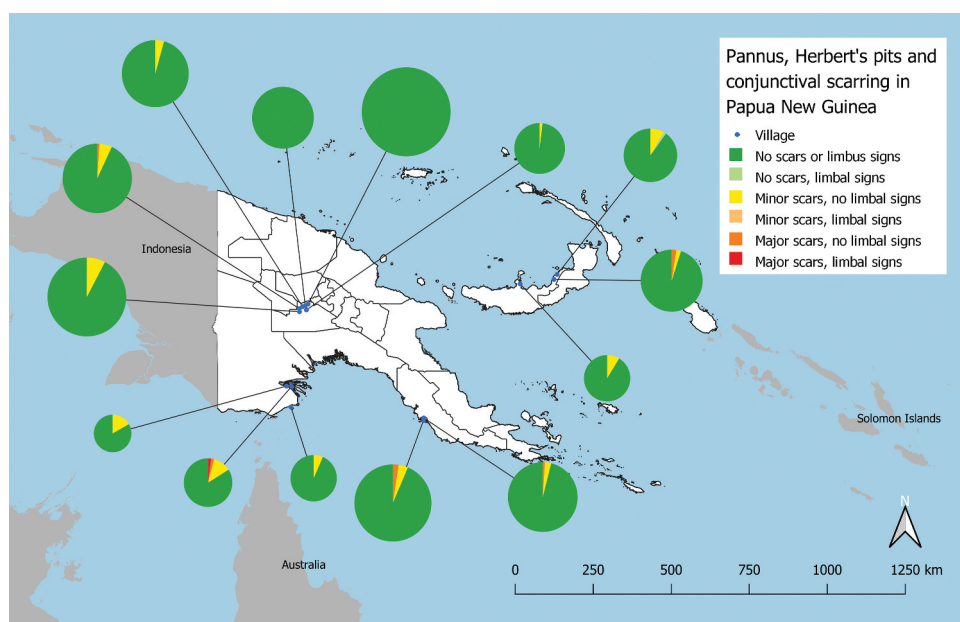 Pannus, Herbert's pits and
conjunctival scarring in
Papua New Guinea
Village
No scars or limbus signs
No scars, limbal signs
Minor scars, no limbal signs
Minor scars, limbal signs
Major scars, no limbal signs
Major scars, limbal signs
Indonesia
Solomon Islands
Australia
N
0 250 500 750 1000 1250 km